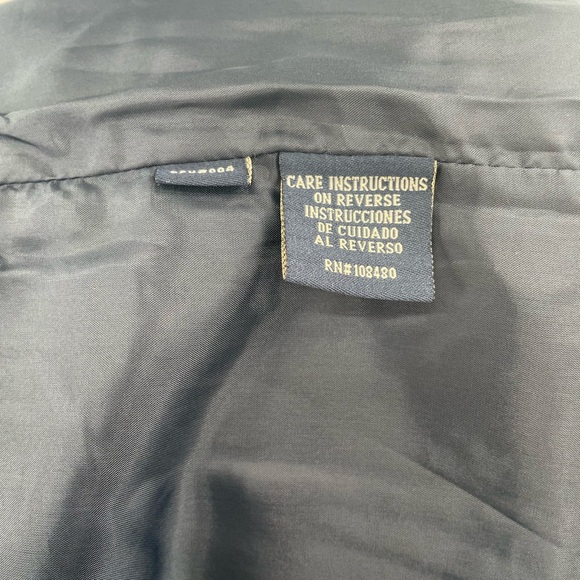 CARE INSTRUCTIONS
ON REVERSE
INSTRUCCIONES
DE CUIDADO
AL REVERSO
RN# 108480